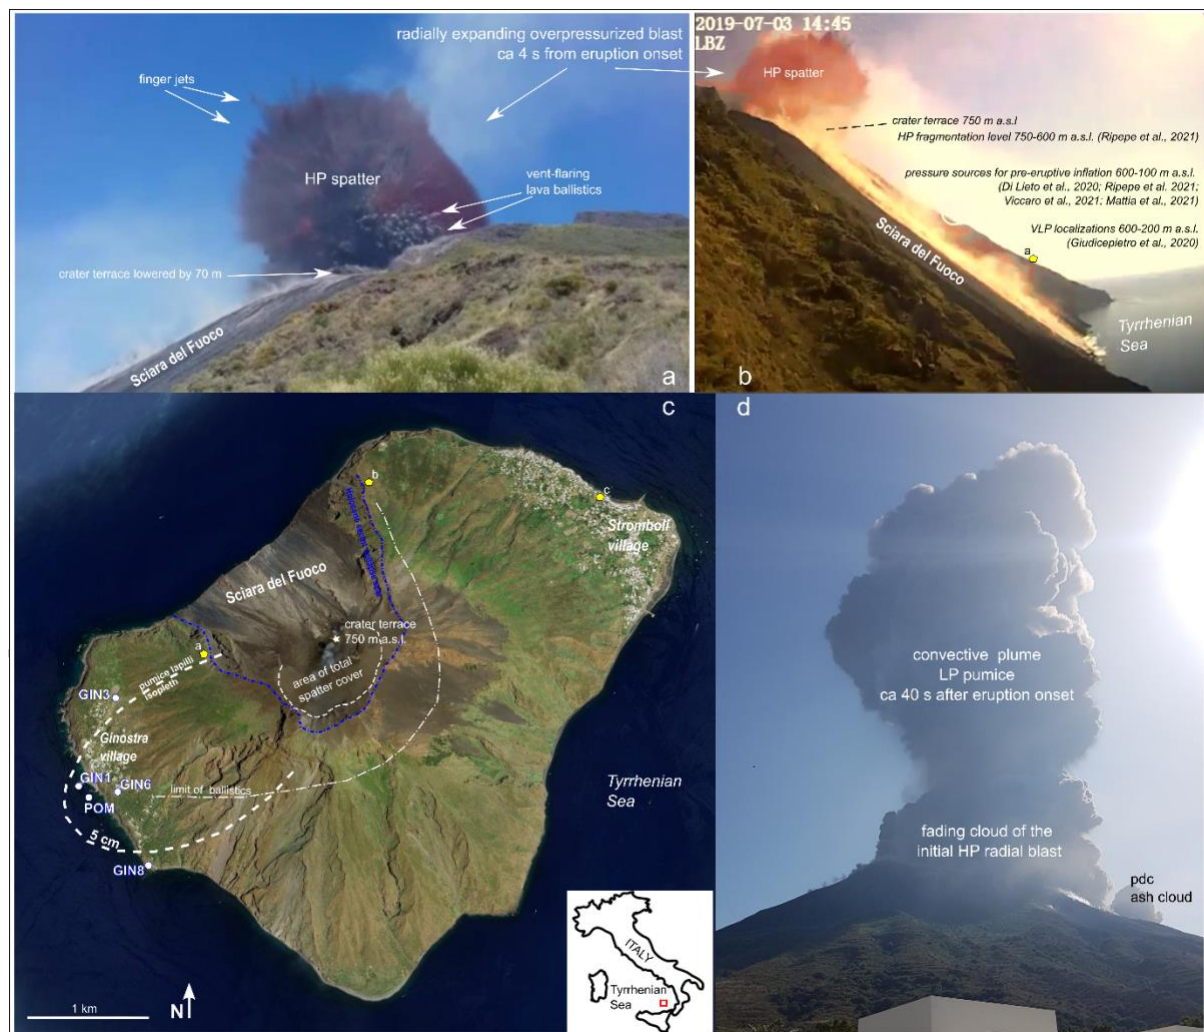 radially expanding overpressurized blast
ca 4 s from eruption onset
finger jets
HP spatter
vent-flaring
lava ballistics
crater terrace lowered by 70 m
Sciara del Fuoco
a
2019-07-03 14:45
LBZ
HP spatter
crater terrace 750 m a.s.l
HP fragmentation level 750-600 m a.s.l. (Ripepe et al., 2021)
pressure sources for pre-eruptive inflation 600-100 m a.s.l.
(Di Lieto et al., 2020; Ripepe et al. 2021;
Viccaro et al., 2021; Mattia et al., 2021)
VLP localizations 600-200 m a.s.l.
(Giudicepietro et al., 2020)
a
Sciara del Fuoco
Tyrrhenian
Sea
b
c
b
c
Stromboli
village
Sciara del Fuoco
crater terrace
750 m a.s.l.
area of total
spatter cover
a
pumice lapilli
isopleth
GIN3
Ginostra
village
GIN1
GIN6
POM
limit of ballistics
5 cm
GIN8
Tyrrhenian
Sea
1 km
N
ITALY
Tyrrhenian
Sea
d
convective plume
LP pumice
ca 40 s after eruption onset
fading cloud of the
initial HP radial blast
pdc
ash cloud